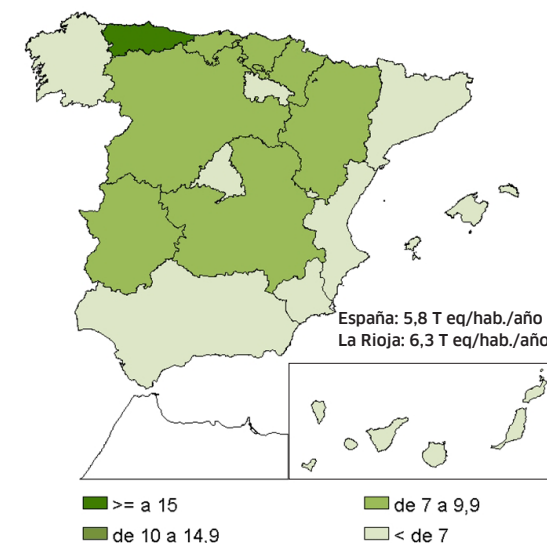 España: 5,8 T eq/hab./año
La Rioja: 6,3 T eq/hab./año
>= a 15
de 7 a 9,9
de 10 a 14.9
< de 7